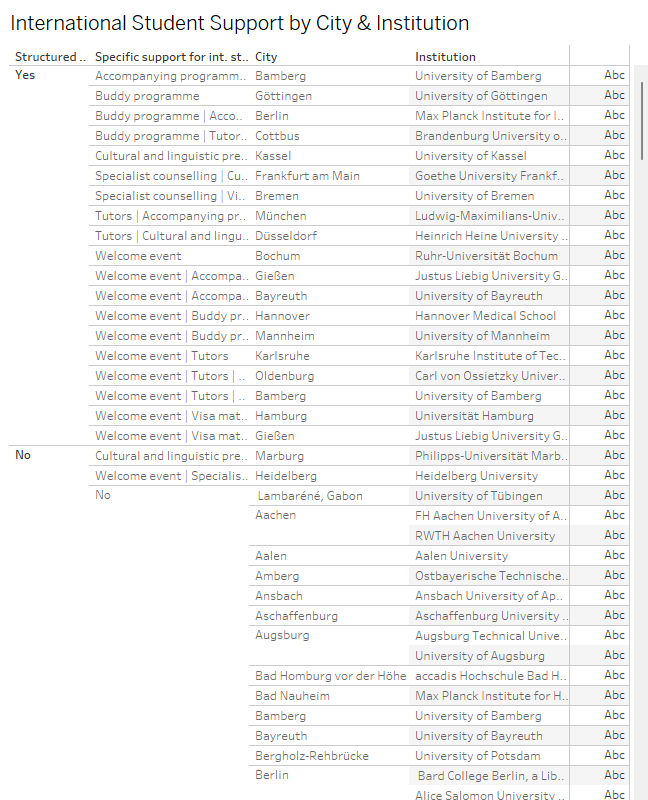 International Student Support by City & Institution
Structured .. Specific support for int. st.. City Institution
Yes Accompanying programm.. Bamberg University of Bamberg Abc
Buddy programme Göttingen University of Göttingen Abc
Buddy programme | Acco.. Berlin Max Planck Institute for I.. Abc
Buddy programme | Tutor.. Cottbus Brandenburg University o.. Abc
Cultural and linguistic pre.. Kassel University of Kassel Abc
Specialist counselling | Cu.. Frankfurt am Main Goethe University Frankf.. Abc
Specialist counselling | Vi.. Bremen University of Bremen Abc
Tutors | Accompanying pr.. München Ludwig-Maximilians-Univ.. Abc
Tutors | Cultural and lingu.. Düsseldorf Heinrich Heine University .. Abc
Welcome event Bochum Ruhr-Universität Bochum Abc
Welcome event | Accompa.. Gießen Justus Liebig University G.. Abc
Welcome event | Accompa.. Bayreuth University of Bayreuth Abc
Welcome event | Buddy pr.. Hannover Hannover Medical School Abc
Welcome event | Buddy pr.. Mannheim University of Mannheim Abc
Welcome event | Tutors Karlsruhe Karlsruhe Institute of Tec.. Abc
Welcome event | Tutors | .. Oldenburg Carl von Ossietzky Univer.. Abc
Welcome event | Tutors | .. Bamberg University of Bamberg Abc
Welcome event | Visa mat.. Hamburg Universität Hamburg Abc
Welcome event | Visa mat.. Gießen Justus Liebig University G.. Abc
No Cultural and linguistic pre.. Marburg Philipps-Universität Marb.. Abc
Welcome event | Specialis.. Heidelberg Heidelberg University Abc
No Lambaréné, Gabon University of Tübingen Abc
Aachen FH Aachen University of A.. Abc
RWTH Aachen University Abc
Aalen Aalen University Abc
Amberg Ostbayerische Technische.. Abc
Ansbach Ansbach University of Ap.. Abc
Aschaffenburg Aschaffenburg University .. Abc
Augsburg Augsburg Technical Unive.. Abc
University of Augsburg Abc
Bad Homburg vor der Höhe accadis Hochschule Bad H.. Abc
Bad Nauheim Max Planck Institute for H.. Abc
Bamberg University of Bamberg Abc
Bayreuth University of Bayreuth Abc
Bergholz-Rehbrücke University of Potsdam Abc
Berlin Bard College Berlin, a Lib.. Abc
Alice Salomon University .. Abc